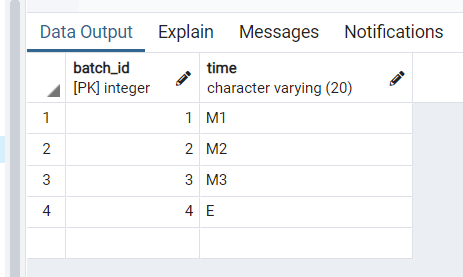 Data Output Explain Messages Notifications
batch_id time
[PK] integer character varying (20)
1 1 M1
2 2 M2
3 3 M3
4 4 E